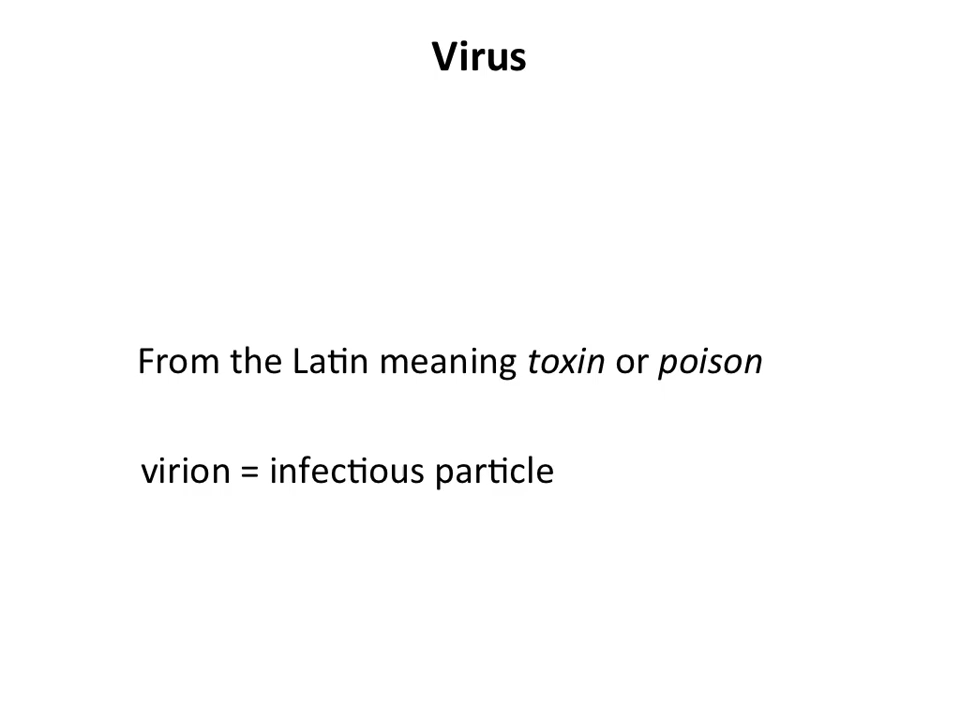 Virus
From the Latin meaning toxin or poison
virion = infectious particle